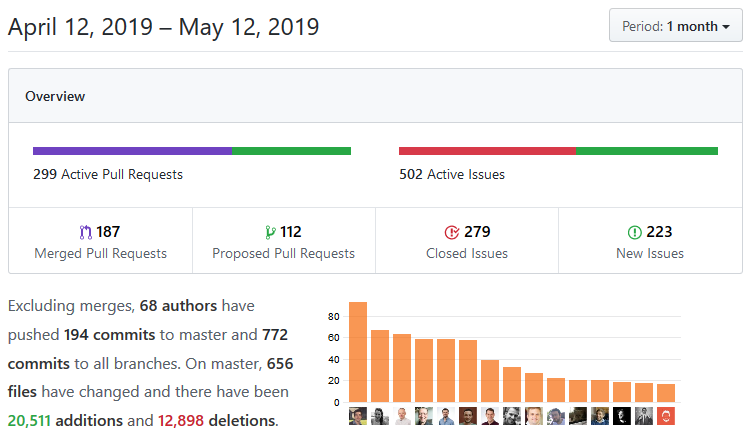 April 12, 2019 – May 12, 2019
Period: 1 month
Overview
299 Active Pull Requests
502 Active Issues
187
Merged Pull Requests
112
Proposed Pull Requests
279
Closed Issues
223
New Issues
Excluding merges, 68 authors have
pushed 194 commits to master and 772
commits to all branches. On master, 656
files have changed and there have been
20,511 additions and 12,898 deletions.
80
60
40
20
0